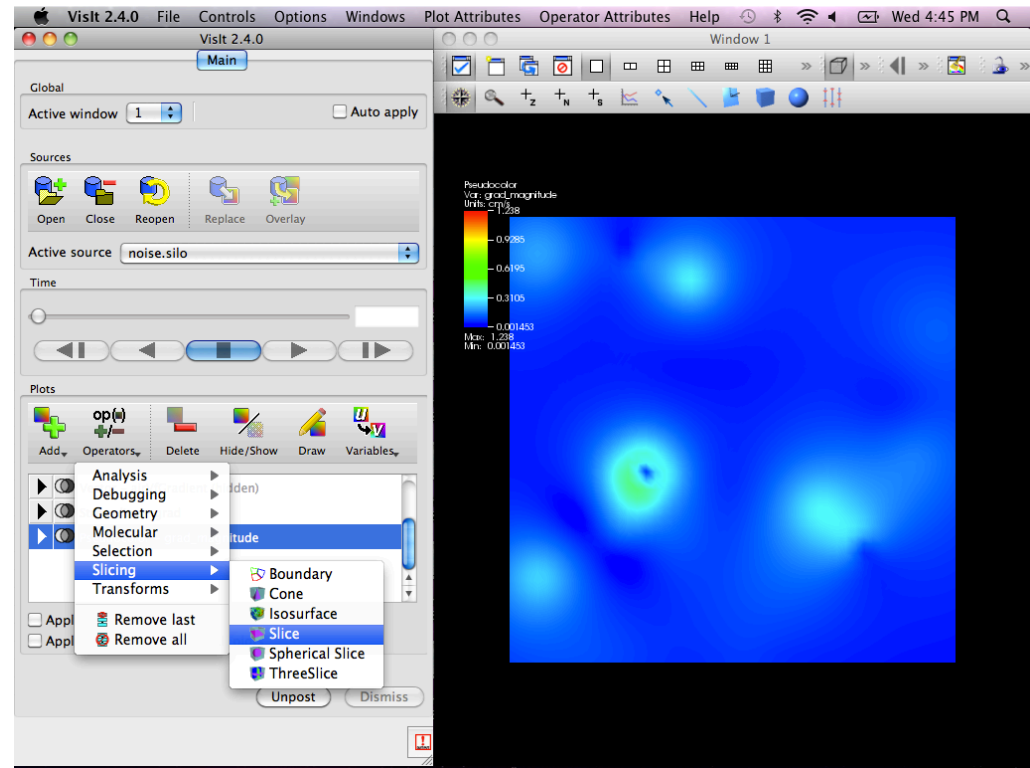 VisIt 2.4.0 File Controls Options Windows Plot Attributes Operator Attributes Help Wed 4:45 PM
VisIt 2.4.0
Main
Global
Active window 1 Auto apply
Sources
Open Close Reopen Replace Overlay
Active source noise.silo
Time
Plots
op(=)
+/-
Add Operators Delete Hide/Show Draw Variables
Analysis
Debugging
Geometry
Molecular
Selection
Slicing
Transforms
Remove last
Remove all
dden)
itude
Appl
Appl
Boundary
Cone
Isosurface
Slice
Spherical Slice
ThreeSlice
Unpost Dismiss
Window 1
+z +N +s
Pseudocolor
Var: grad_magnitude
Units: cm/s
1.238
0.9285
0.6195
0.3105
0.001453
Max: 1.238
Min: 0.001453